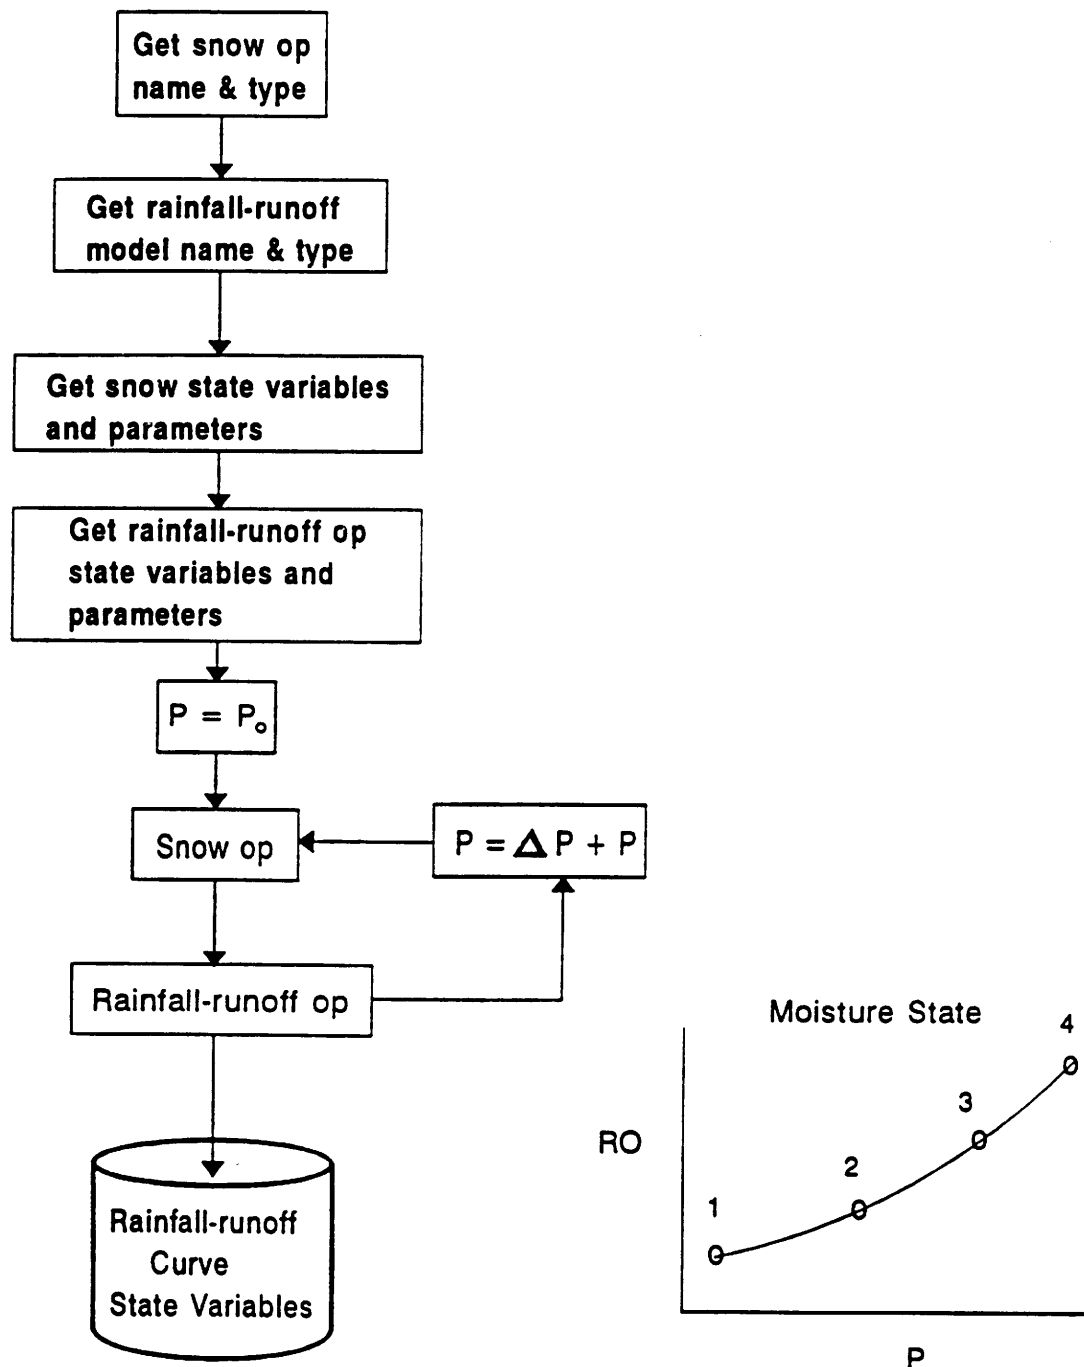 Get snow op
name & type
Get rainfall-runoff
model name & type
Get snow state variables
and parameters
Get rainfall-runoff op
state variables and
parameters
P = Pₒ
Snow op
P = Δ P + P
Rainfall-runoff op
Rainfall-runoff
Curve
State Variables
Moisture State
4
3
RO
2
1
P